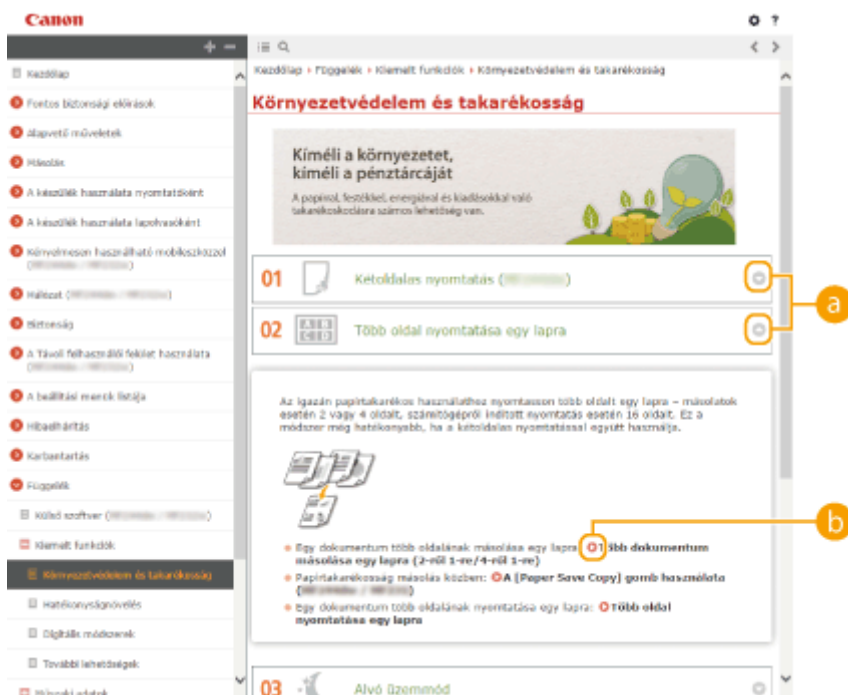 Canon
?
+ −
Kezdőlap
Kezdőlap › Függelék › Kiemelt funkciók › Környezetvédelem és takarékosság
Fontos biztonsági előírások
Alapvető műveletek
Másolás
A készülék használata nyomtatóként
A készülék használata lapolvasóként
Kényelmesen használható mobileszközzel
Hálózat
Biztonság
A Távoli felhasználói felület használata
A beállítási menük listája
Hibaelhárítás
Karbantartás
Függelék
Külső szoftver
Kiemelt funkciók
Környezetvédelem és takarékosság
Hatékonyságnövelés
Digitális módszerek
További lehetőségek
Műszaki adatok
Környezetvédelem és takarékosság
Kíméli a környezetet,
kíméli a pénztárcáját
A papírral, festékkel, energiával és kiadásokkal való
takarékoskodásra számos lehetőség van.
01 Kétoldalas nyomtatás (
)
a
02 ABCD Több oldal nyomtatása egy lapra
Az igazán papírtakarékos használathoz nyomtasson több oldalt egy lapra – másolatok
esetén 2 vagy 4 oldalt, számítógépről indított nyomtatás esetén 16 oldalt. Ez a
módszer még hatékonyabb, ha a kétoldalas nyomtatással együtt használja.
b
Egy dokumentum több oldalának másolása egy lapra: Több dokumentum
másolása egy lapra (2-ről 1-re/4-ről 1-re)
Papírtakarékosság másolás közben: A [Paper Save Copy] gomb használata
Egy dokumentum több oldalának nyomtatása egy lapra: Több oldal
nyomtatása egy lapra
03 Alvó üzemmód